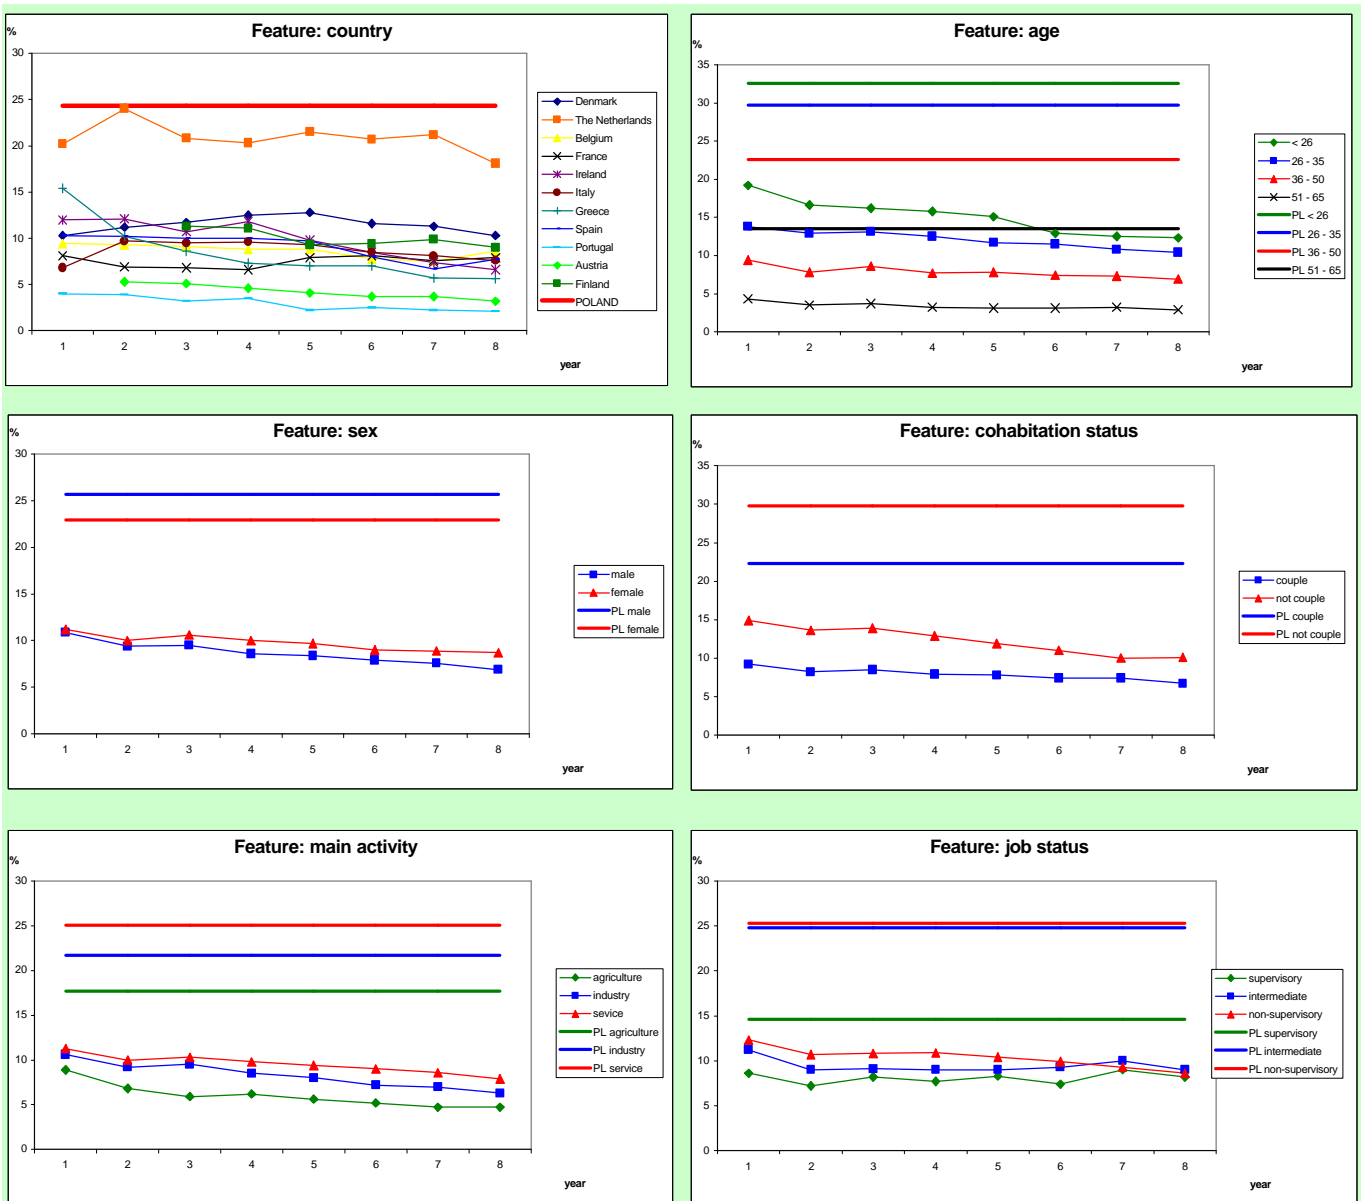 Feature: country
%
30
25
20
15
10
5
0
1 2 3 4 5 6 7 8
year
Denmark
The Netherlands
Belgium
France
Ireland
Italy
Greece
Spain
Portugal
Austria
Finland
POLAND
Feature: age
%
35
30
25
20
15
10
5
0
1 2 3 4 5 6 7 8
year
< 26
26 - 35
36 - 50
51 - 65
PL < 26
PL 26 - 35
PL 36 - 50
PL 51 - 65
Feature: sex
%
30
25
20
15
10
5
0
1 2 3 4 5 6 7 8
year
male
female
PL male
PL female
Feature: cohabitation status
%
35
30
25
20
15
10
5
0
1 2 3 4 5 6 7 8
year
couple
not couple
PL couple
PL not couple
Feature: main activity
%
30
25
20
15
10
5
0
1 2 3 4 5 6 7 8
year
agriculture
industry
sevice
PL agriculture
PL industry
PL service
Feature: job status
%
30
25
20
15
10
5
0
1 2 3 4 5 6 7 8
year
supervisory
intermediate
non-supervisory
PL supervisory
PL intermediate
PL non-supervisory